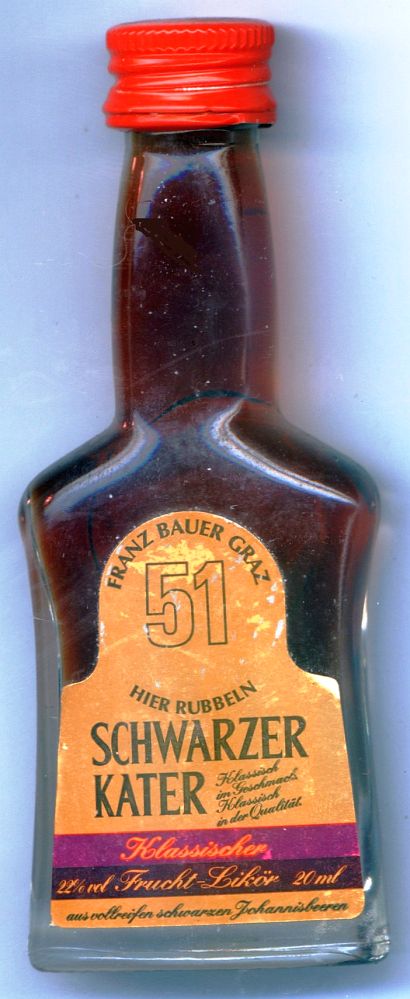 FRANZ BAUER GRAZ
51
HIER RUBBELN
SCHWARZER
KATER
Klassisch
im Geschmack.
Klassisch
in der Qualität.
Klassischer
22% vol Frucht-Likör 20 ml
aus vollreifen schwarzen Johannisbeeren